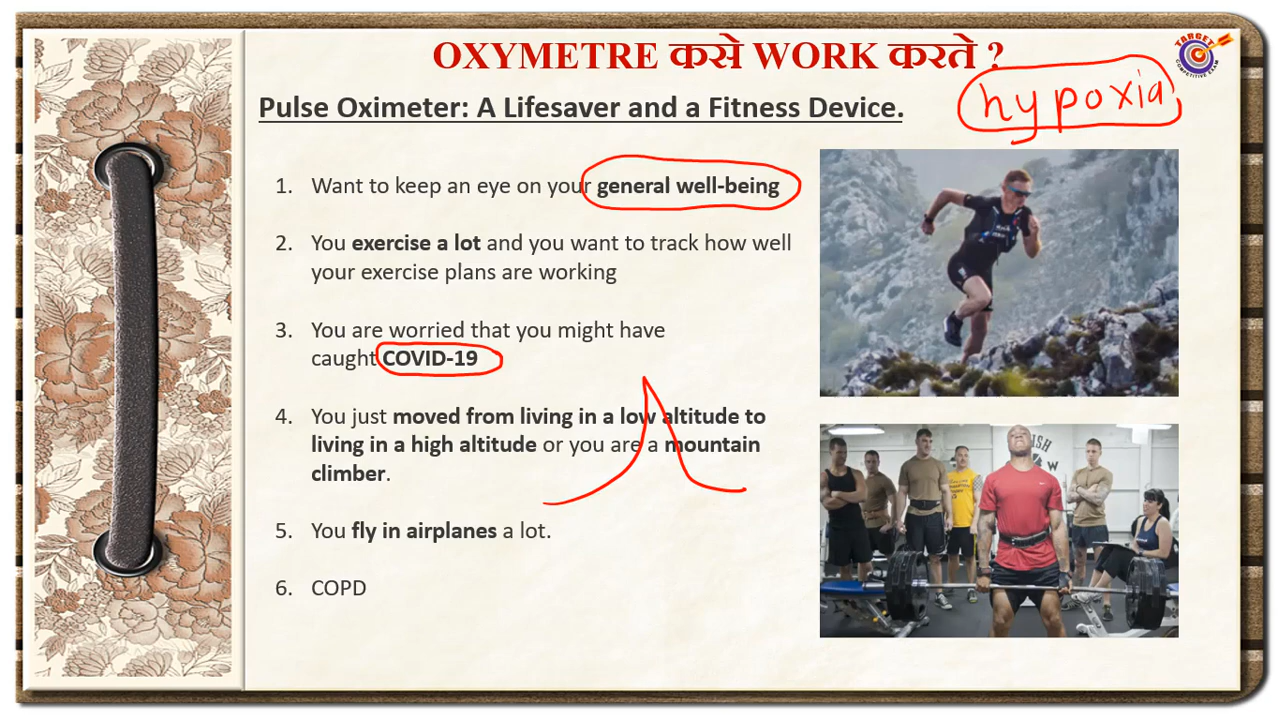 OXYMETRE कसे WORK करते ?
TARGET
COMPETITIVE EXAM
hypoxia
Pulse Oximeter: A Lifesaver and a Fitness Device.
1. Want to keep an eye on your general well-being
2. You exercise a lot and you want to track how well
your exercise plans are working
3. You are worried that you might have
caught COVID-19
4. You just moved from living in a low altitude to
living in a high altitude or you are a mountain
climber.
5. You fly in airplanes a lot.
6. COPD